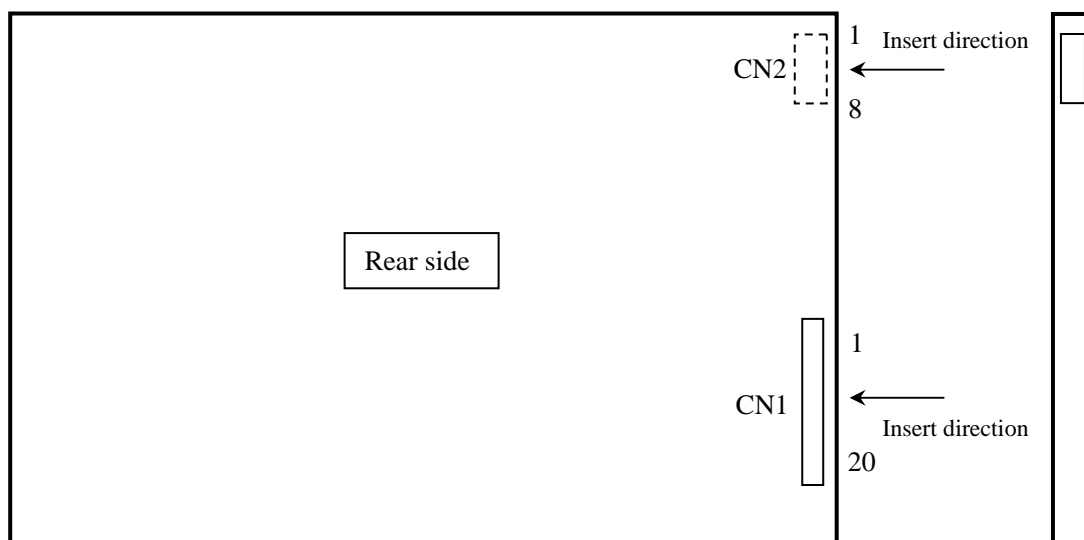 1
Insert direction
CN2
8
Rear side
1
CN1
Insert direction
20